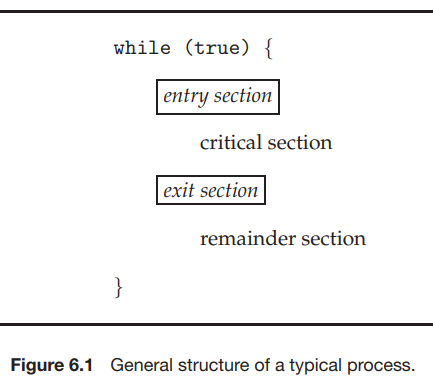 while (true) {
entry section
critical section
exit section
remainder section
}
Figure 6.1 General structure of a typical process.